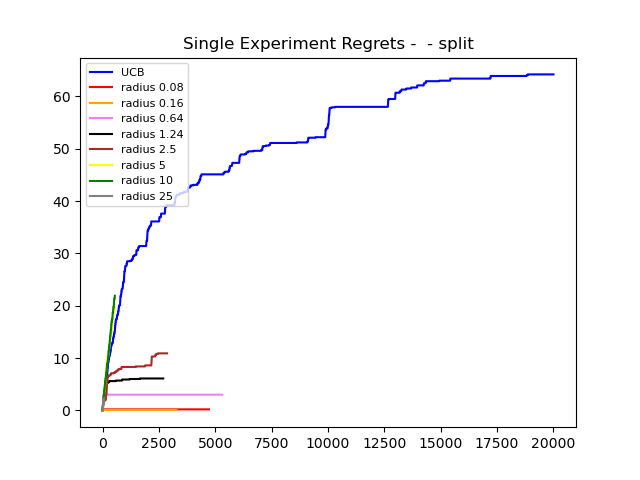 Single Experiment Regrets -  - split
UCB
radius 0.08
radius 0.16
radius 0.64
radius 1.24
radius 2.5
radius 5
radius 10
radius 25
60
50
40
30
20
10
0
0 2500 5000 7500 10000 12500 15000 17500 20000